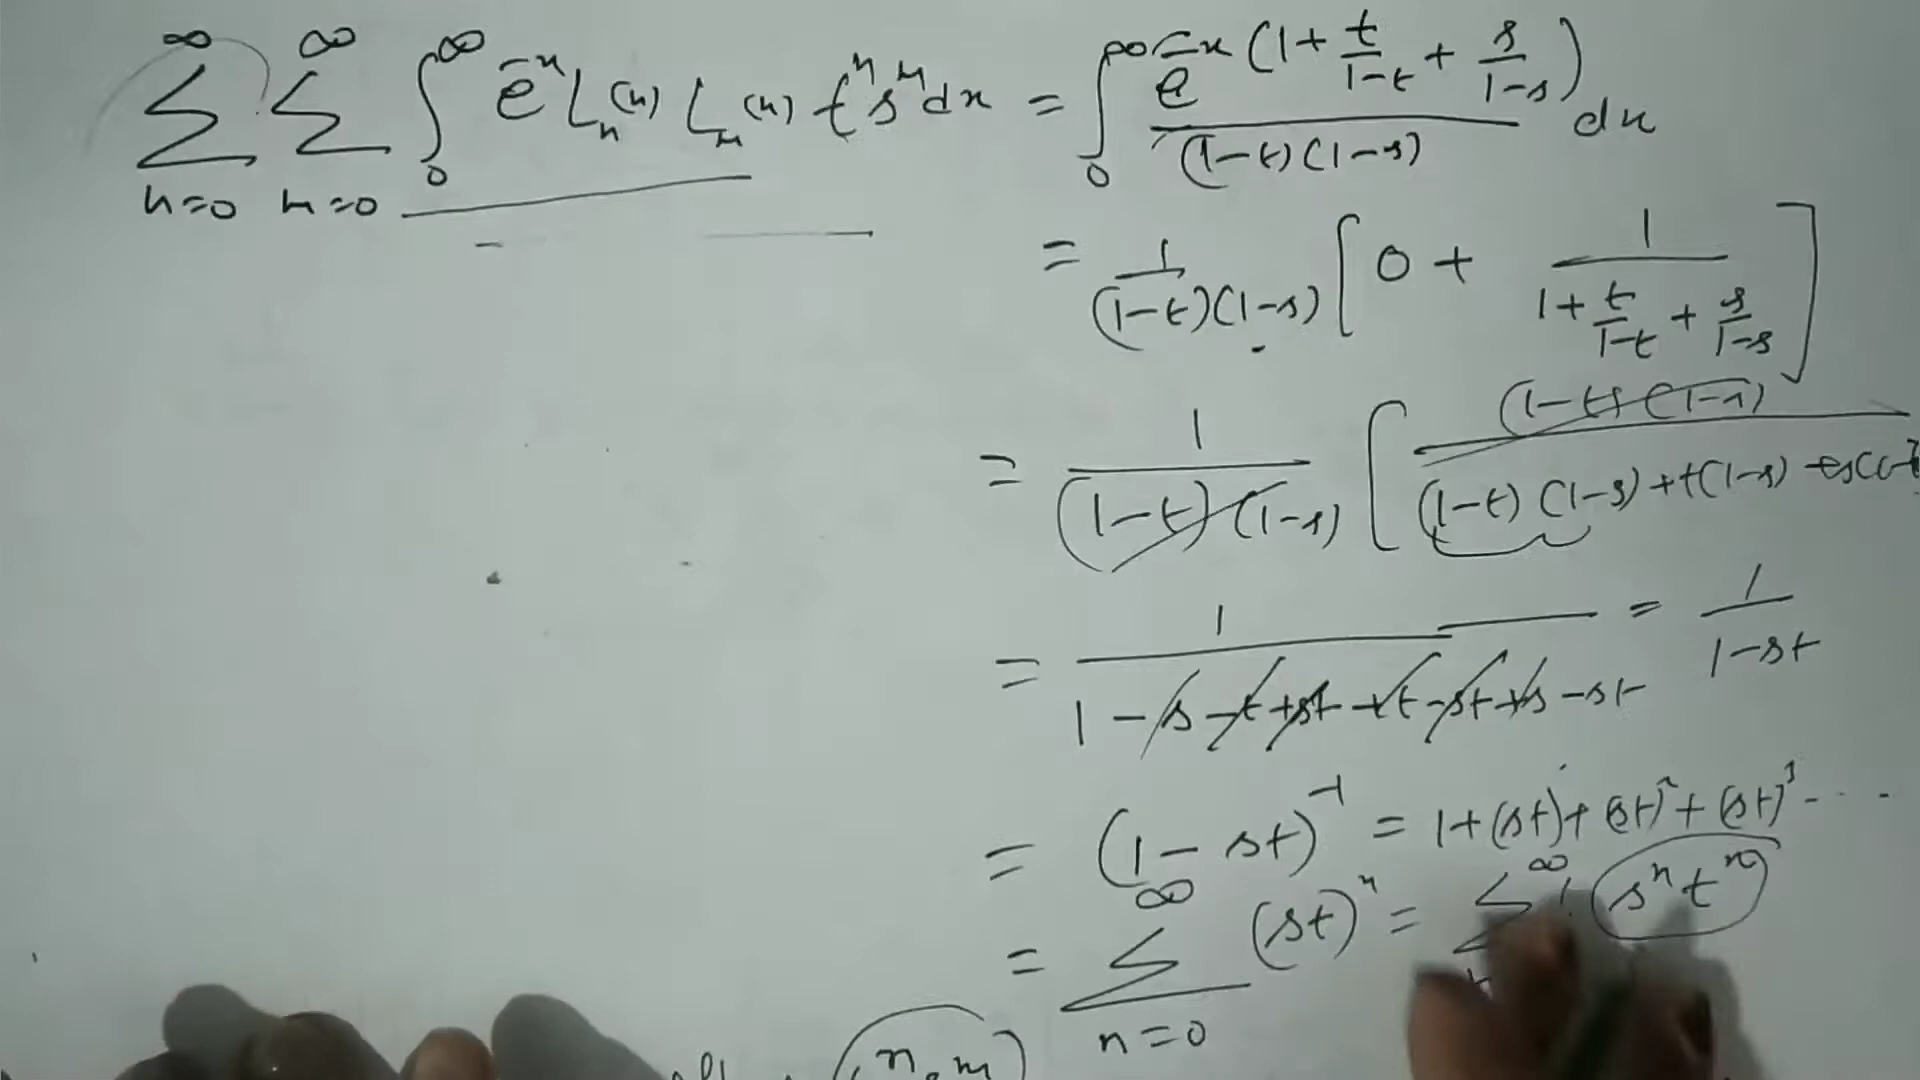 ∑_{n=0}^{∞} ∑_{m=0}^{∞} ∫_0^∞ e^{-x} L_n(x) L_m(x) t^n s^m dx = ∫_0^∞ e^{-x(1+t/(1-t)+s/(1-s))}/((1-t)(1-s)) dx
= 1/((1-t)(1-s)) [0 + 1/(1+t/(1-t)+s/(1-s))]
= 1/((1-t)(1-s)) [(1-t)(1-s)/((1-t)(1-s)+t(1-s)
= 1/(1-s-t+st+t-st+s-st) = 1/(1-st)
= (1-st)^{-1} = 1+(st)+(st)^2+(st)^3 - - -
= ∑_{n=0}^{∞} (st)^n = ∑^{∞} s^n t^n
n = m